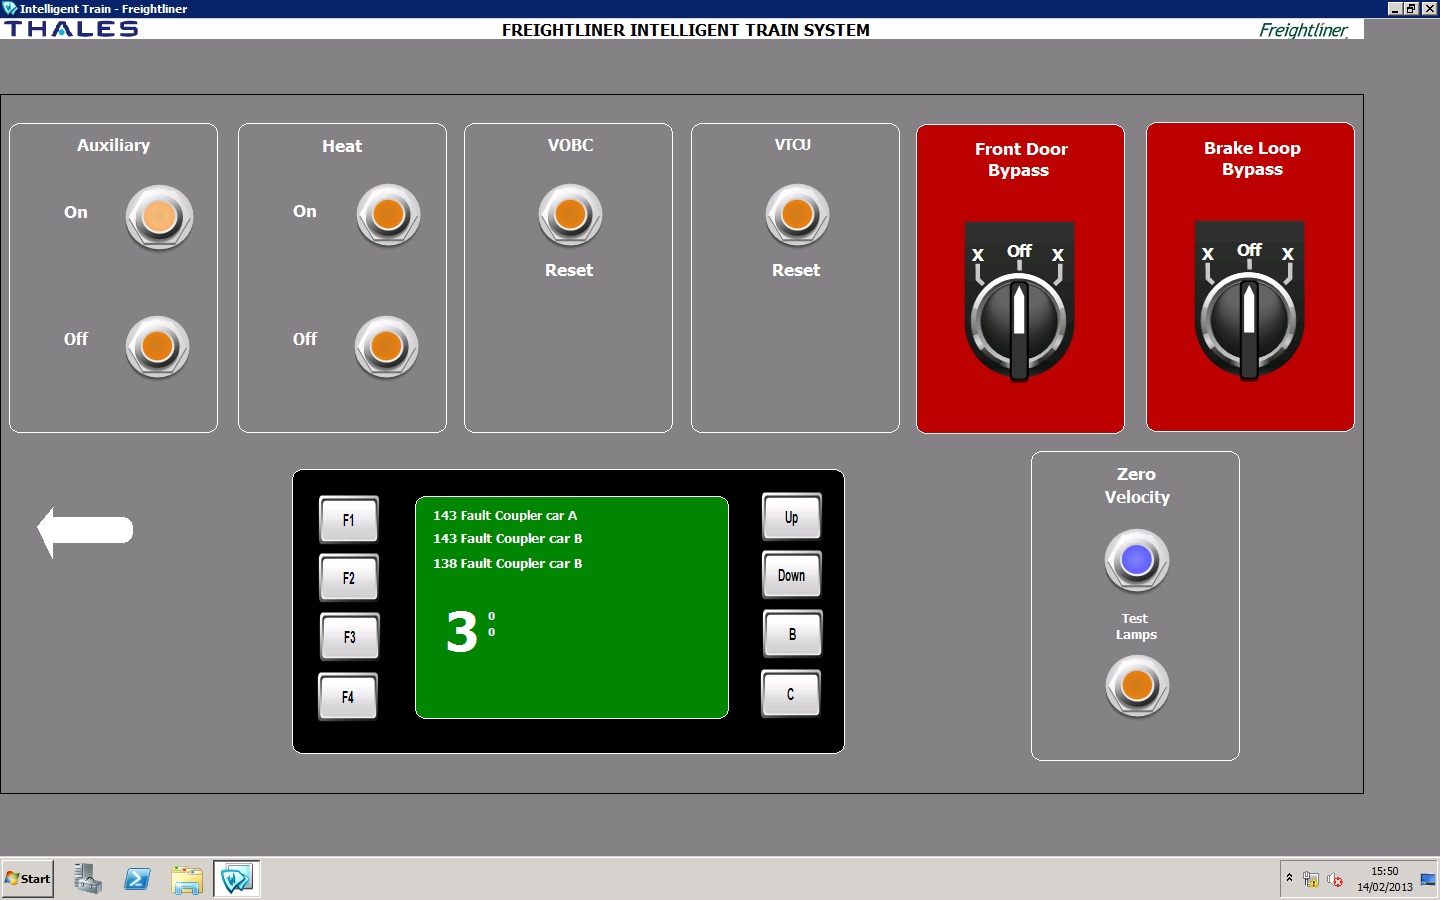 Intelligent Train - Freightliner
THALES
FREIGHTLINER INTELLIGENT TRAIN SYSTEM
Freightliner
Auxiliary
On
Off
Heat
On
Off
VOBC
Reset
VTCU
Reset
Front Door
Bypass
X Off X
Brake Loop
Bypass
X Off X
F1
F2
F3
F4
143 Fault Coupler car A
143 Fault Coupler car B
138 Fault Coupler car B
3 0
0
Up
Down
B
C
Zero
Velocity
Test
Lamps
Start
15:50
14/02/2013